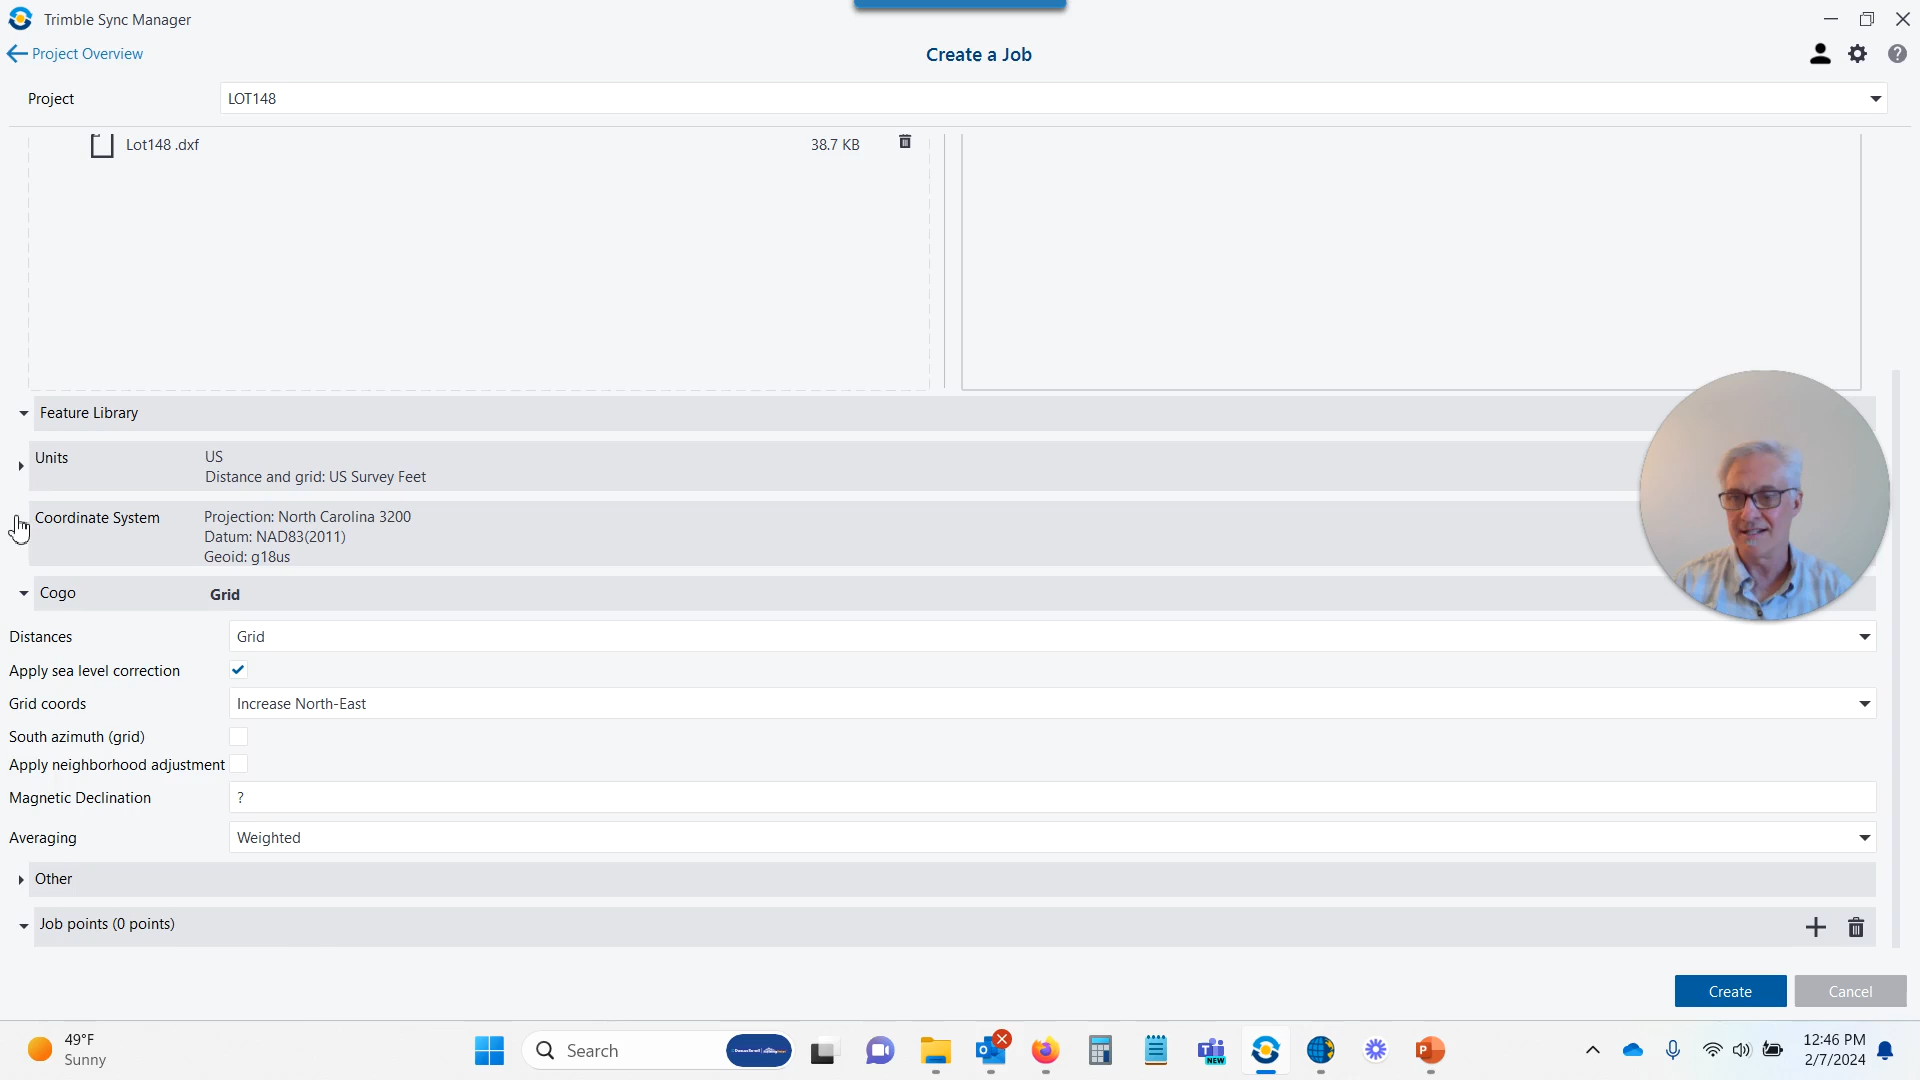 Trimble Sync Manager
Project Overview
Create a Job
Project
LOT148
Lot148 .dxf
38.7 KB
Feature Library
Units
US
Distance and grid: US Survey Feet
Coordinate System
Projection: North Carolina 3200
Datum: NAD83(2011)
Geoid: g18us
Cogo
Grid
Distances
Grid
Apply sea level correction
Grid coords
Increase North-East
South azimuth (grid)
Apply neighborhood adjustment
Magnetic Declination
?
Averaging
Weighted
Other
Job points (0 points)
Create
Cancel
49°F
Sunny
Search
NEW
12:46 PM
2/7/2024